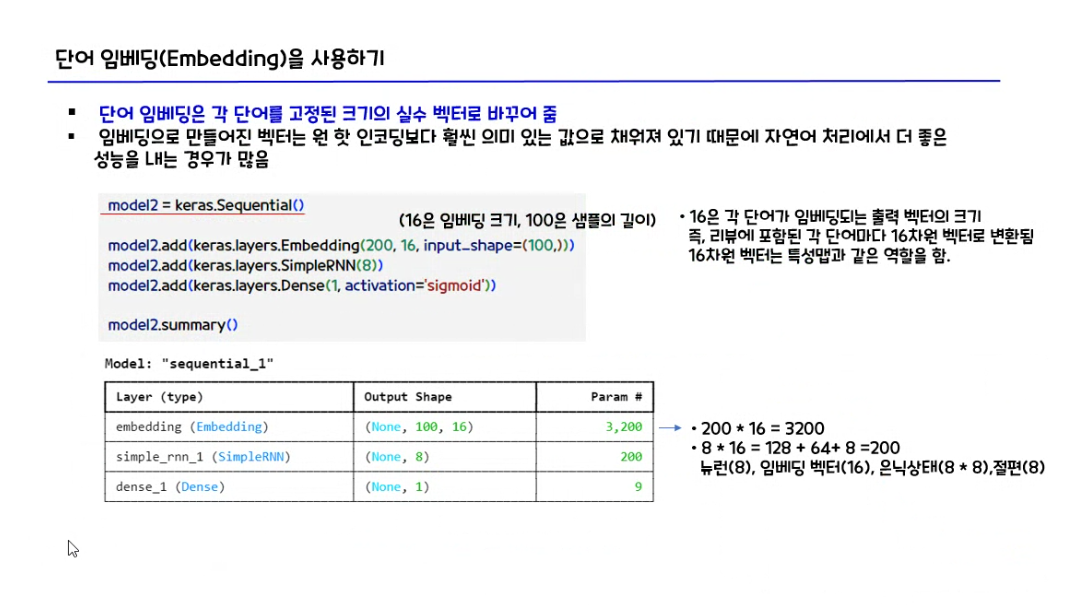 단어 임베딩(Embedding)을 사용하기
▪ 단어 임베딩은 각 단어를 고정된 크기의 실수 벡터로 바꾸어 줌
▪ 임베딩으로 만들어진 벡터는 원 핫 인코딩보다 훨씬 의미 있는 값으로 채워져 있기 때문에 자연어 처리에서 더 좋은
성능을 내는 경우가 많음
model2 = keras.Sequential()
(16은 임베딩 크기, 100은 샘플의 길이)
model2.add(keras.layers.Embedding(200, 16, input_shape=(100,)))
model2.add(keras.layers.SimpleRNN(8))
model2.add(keras.layers.Dense(1, activation='sigmoid'))
model2.summary()
• 16은 각 단어가 임베딩되는 출력 벡터의 크기
즉, 리뷰에 포함된 각 단어마다 16차원 벡터로 변환됨
16차원 벡터는 특성맵과 같은 역할을 함.
Model: "sequential_1"
Layer (type) Output Shape Param #
embedding (Embedding) (None, 100, 16) 3,200
simple_rnn_1 (SimpleRNN) (None, 8) 200
dense_1 (Dense) (None, 1) 9
• 200 * 16 = 3200
• 8 * 16 = 128 + 64+ 8 =200
뉴런(8), 임베딩 벡터(16), 은닉상태(8 * 8),절편(8)